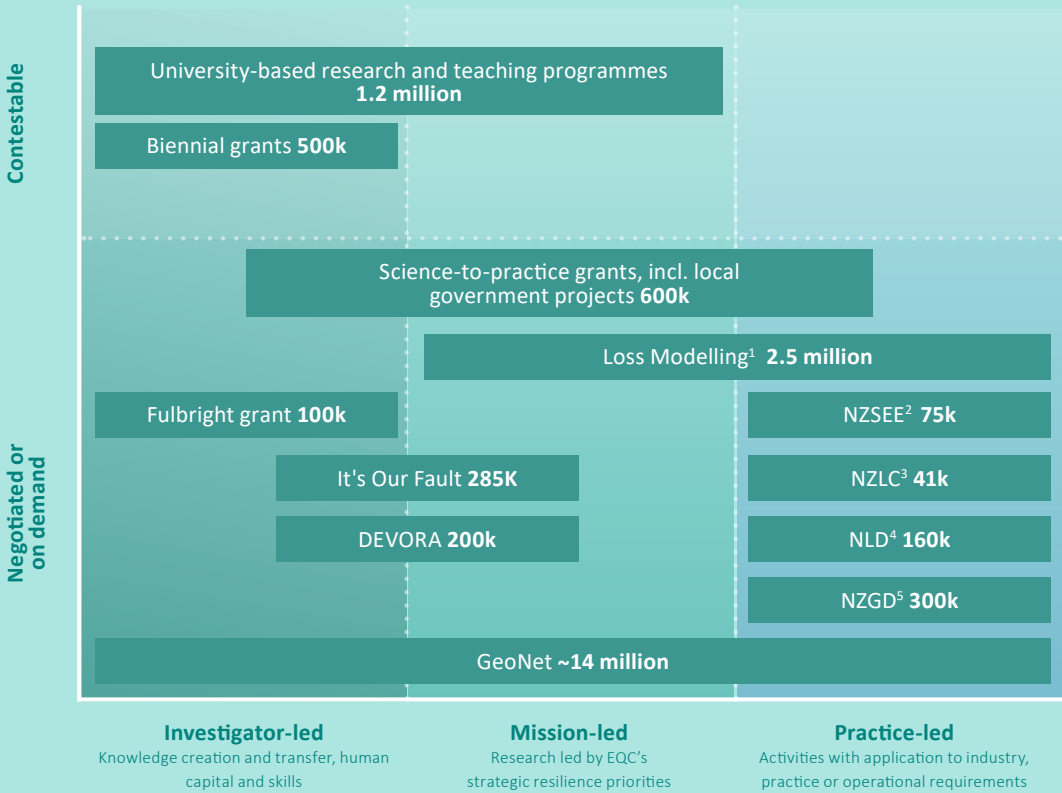 Contestable
University-based research and teaching programmes
1.2 million
Biennial grants 500k
Negotiated or
on demand
Science-to-practice grants, incl. local
government projects 600k
Loss Modelling¹ 2.5 million
Fulbright grant 100k
NZSEE² 75k
It's Our Fault 285K
NZLC³ 41k
DEVORA 200k
NLD⁴ 160k
NZGD⁵ 300k
GeoNet ~14 million
Investigator-led
Knowledge creation and transfer, human
capital and skills
Mission-led
Research led by EQC's
strategic resilience priorities
Practice-led
Activities with application to industry,
practice or operational requirements